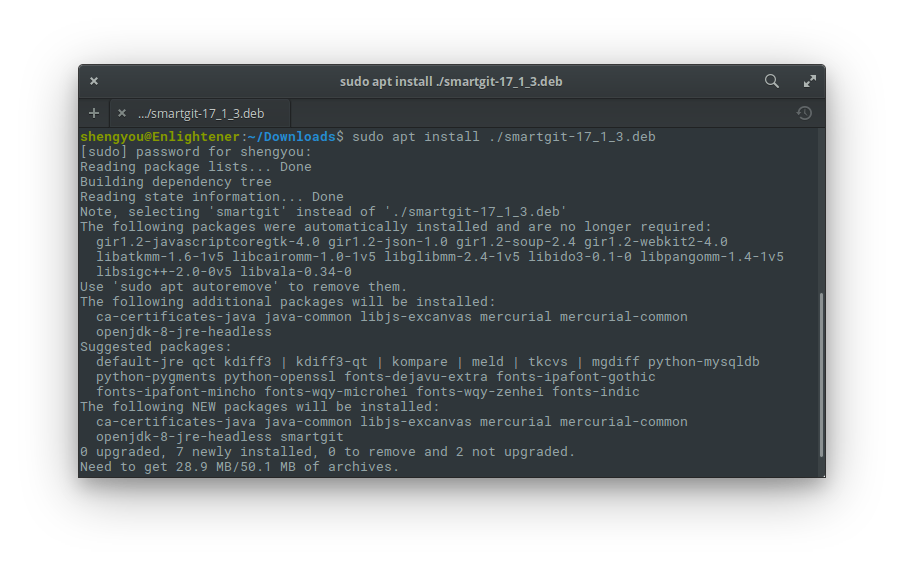 sudo apt install ./smartgit-17_1_3.deb
.../smartgit-17_1_3.deb
shengyou@Enlightener:~/Downloads$ sudo apt install ./smartgit-17_1_3.deb
[sudo] password for shengyou:
Reading package lists... Done
Building dependency tree
Reading state information... Done
Note, selecting 'smartgit' instead of './smartgit-17_1_3.deb'
The following packages were automatically installed and are no longer required:
  gir1.2-javascriptcoregtk-4.0 gir1.2-json-1.0 gir1.2-soup-2.4 gir1.2-webkit2-4.0
  libatkmm-1.6-1v5 libcairomm-1.0-1v5 libglibmm-2.4-1v5 libido3-0.1-0 libpangomm-1.4-1v5
  libsigc++-2.0-0v5 libvala-0.34-0
Use 'sudo apt autoremove' to remove them.
The following additional packages will be installed:
  ca-certificates-java java-common libjs-excanvas mercurial mercurial-common
  openjdk-8-jre-headless
Suggested packages:
  default-jre qct kdiff3 | kdiff3-qt | kompare | meld | tkcvs | mgdiff python-mysqldb
  python-pygments python-openssl fonts-dejavu-extra fonts-ipafont-gothic
  fonts-ipafont-mincho fonts-wqy-microhei fonts-wqy-zenhei fonts-indic
The following NEW packages will be installed:
  ca-certificates-java java-common libjs-excanvas mercurial mercurial-common
  openjdk-8-jre-headless smartgit
0 upgraded, 7 newly installed, 0 to remove and 2 not upgraded.
Need to get 28.9 MB/50.1 MB of archives.